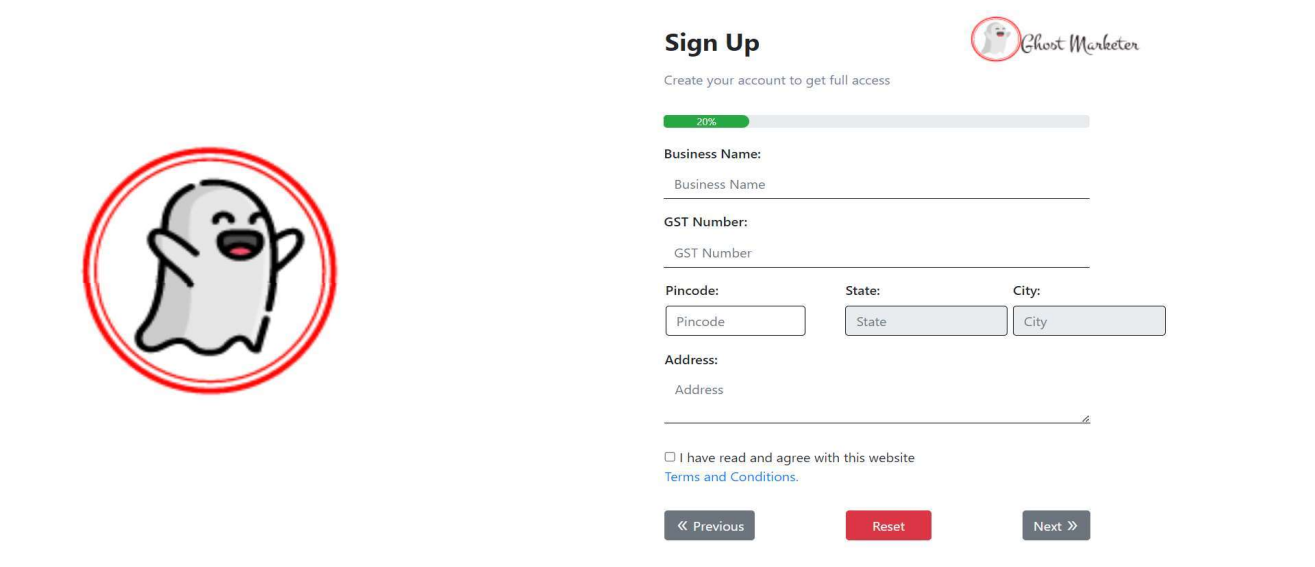 Sign Up
Ghost Marketer
Create your account to get full access
20%
Business Name:
Business Name
GST Number:
GST Number
Pincode: State: City:
Pincode State City
Address:
Address
I have read and agree with this website
Terms and Conditions.
« Previous Reset Next »